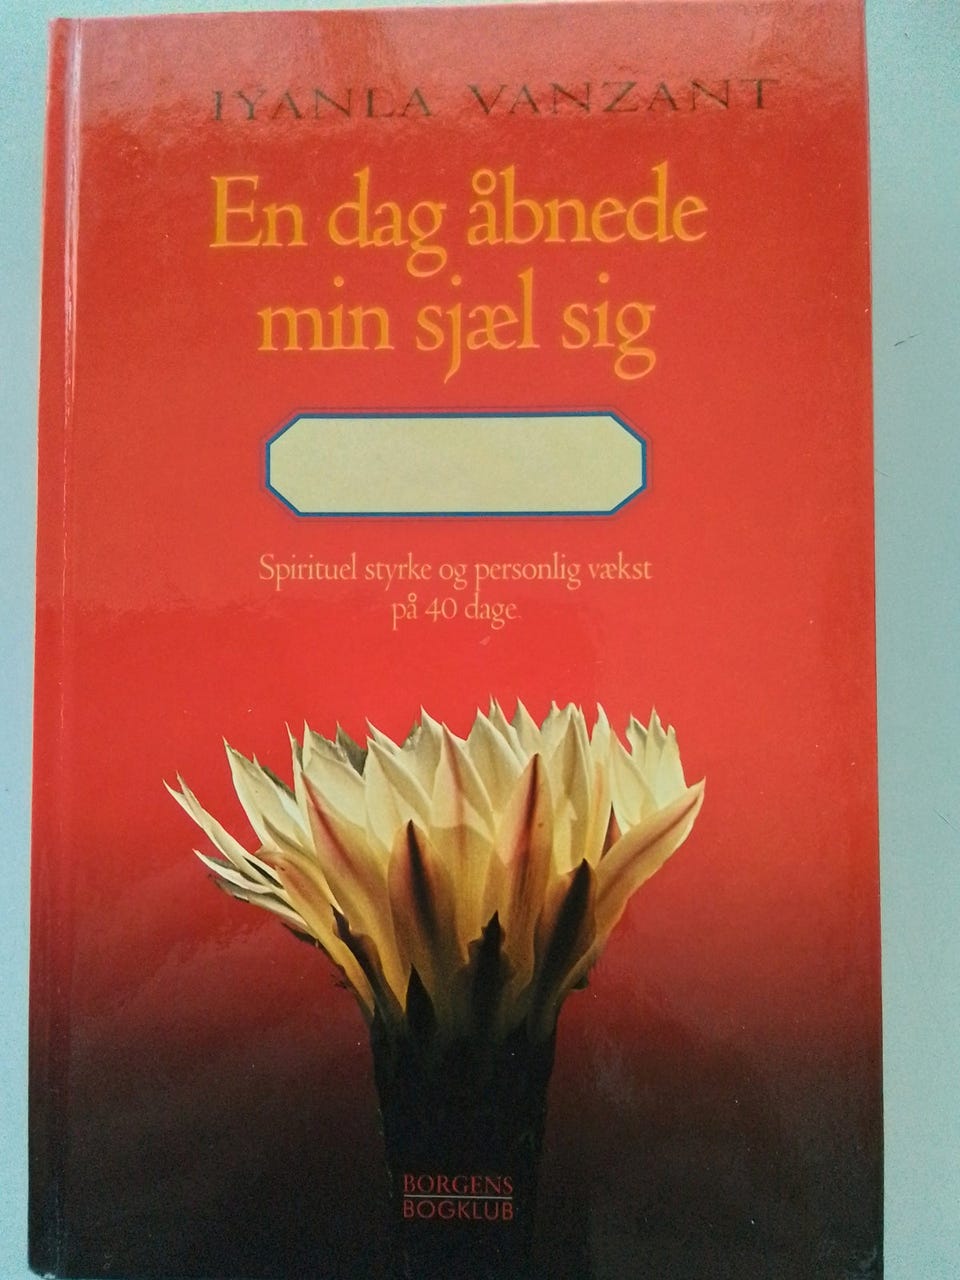 IYANLA VANZANT
En dag åbnede
min sjæl sig
Spirituel styrke og personlig vækst
på 40 dage
BORGENS
BOGKLUB